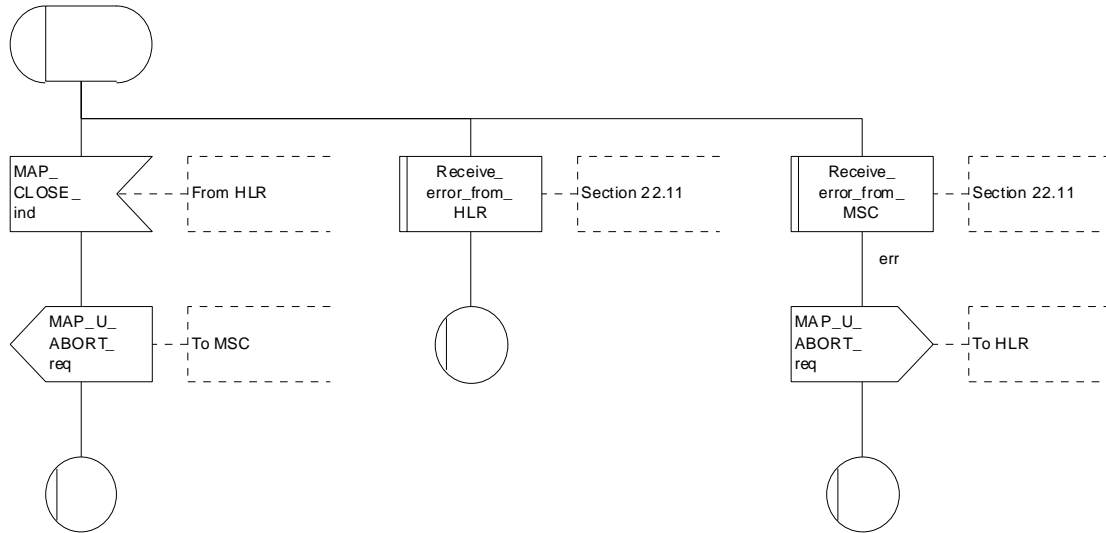 MAP_
CLOSE_
ind
From HLR
Receive_
error_from_
HLR
Section 22.11
Receive_
error_from_
MSC
Section 22.11
err
MAP_U_
ABORT_
req
To MSC
MAP_U_
ABORT_
req
To HLR